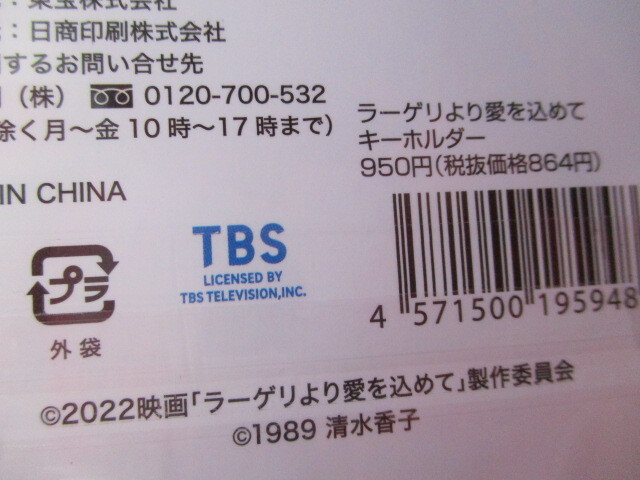 ：東宝株式会社
：日商印刷株式会社
するお問い合せ先
（株） 0120-700-532
除く月～金10時～17時まで）
ラーゲリより愛を込めて
キーホルダー
950円（税抜価格864円）
IN CHINA
プラ
外袋
TBS
LICENSED BY
TBS TELEVISION,INC.
4 571500 195948
©2022映画「ラーゲリより愛を込めて」製作委員会
©1989 清水香子